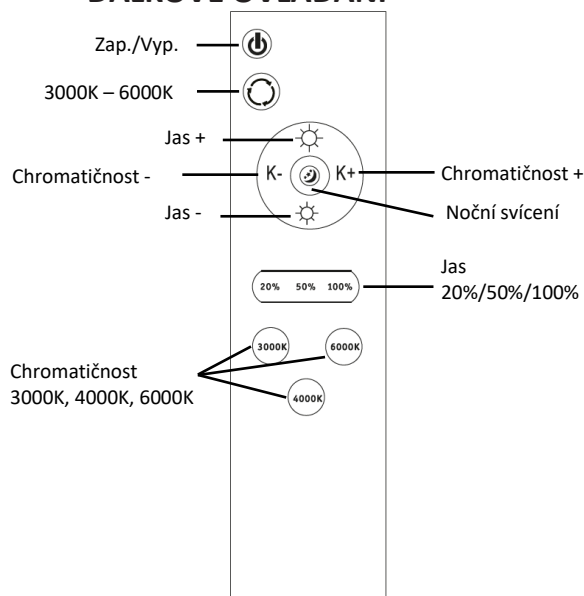 DÁLKOVÉ OVLÁDÁNÍ
Zap./Vyp.
3000K – 6000K
Jas +
Chromatičnost -
K-
K+
Chromatičnost +
Jas -
Noční svícení
20% 50% 100%
Jas
20%/50%/100%
3000K
6000K
Chromatičnost
3000K, 4000K, 6000K
4000K